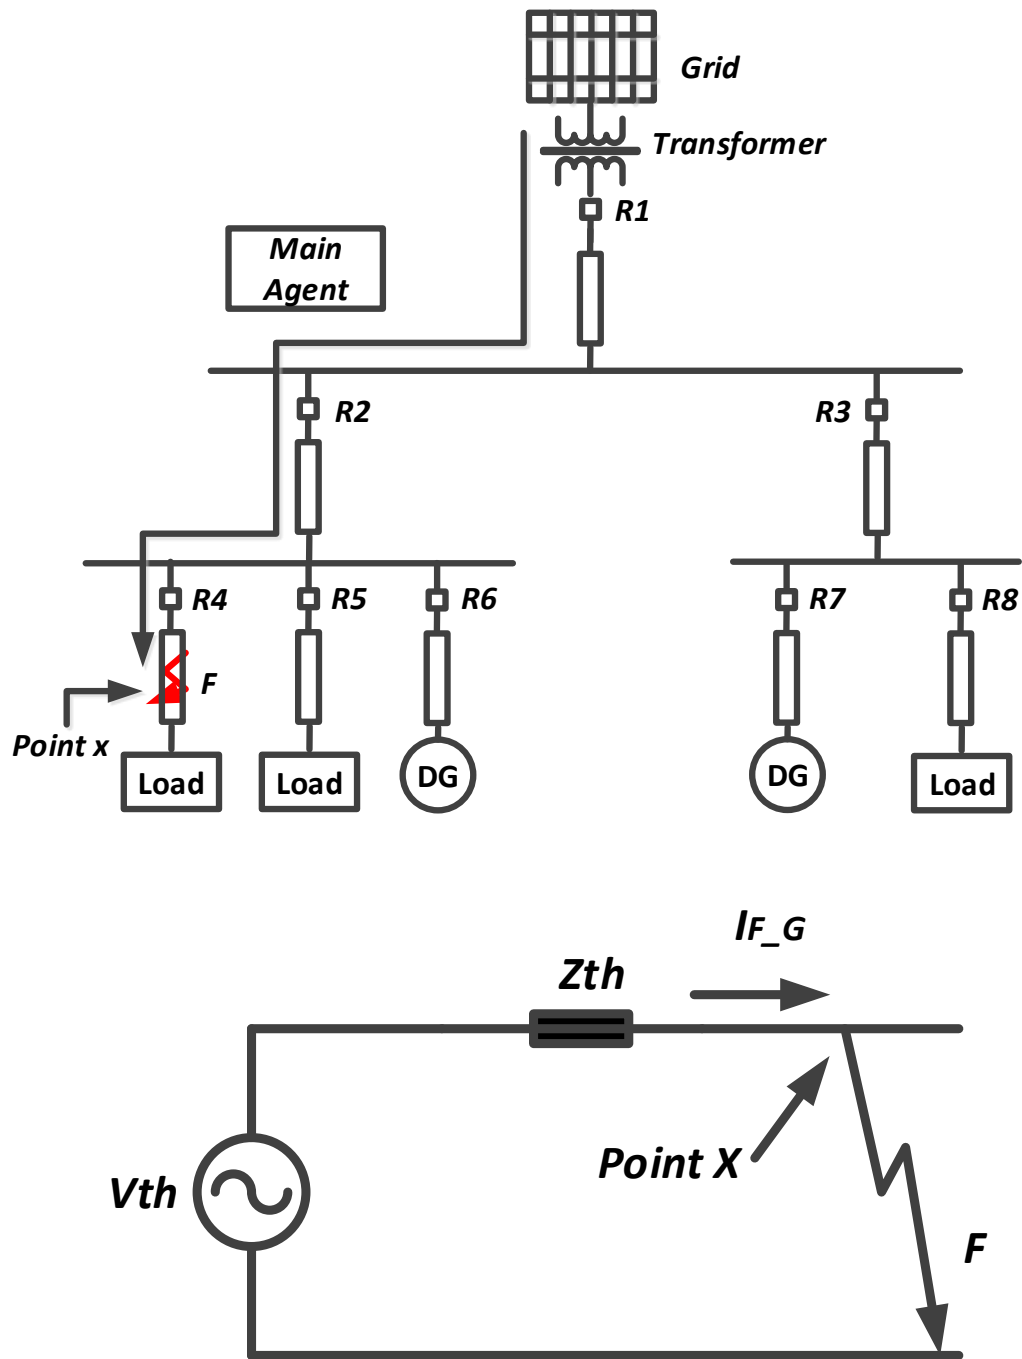 Grid
Transformer
R1
Main
Agent
R2
R3
R4
R5
R6
R7
R8
F
Point x
Load
Load
DG
DG
Load
IF_G
Zth
Point X
Vth
F